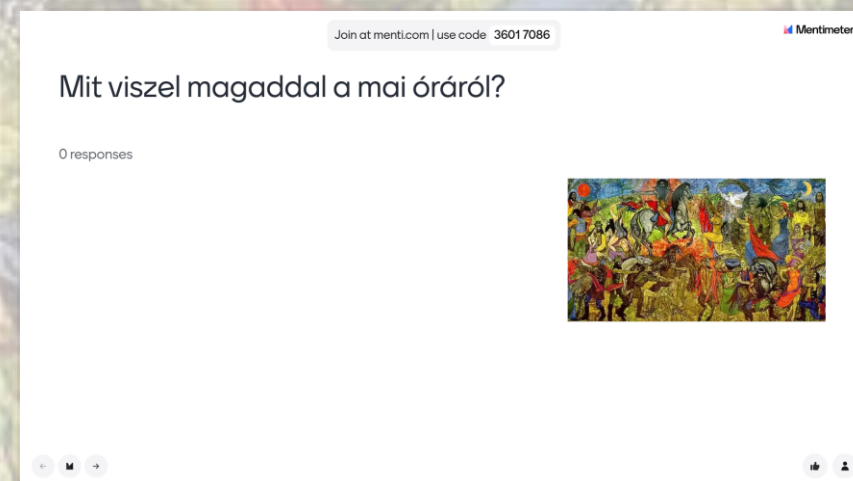 Join at menti.com | use code 3601 7086
Mentimeter
Mit viszel magaddal a mai óráról?
0 responses